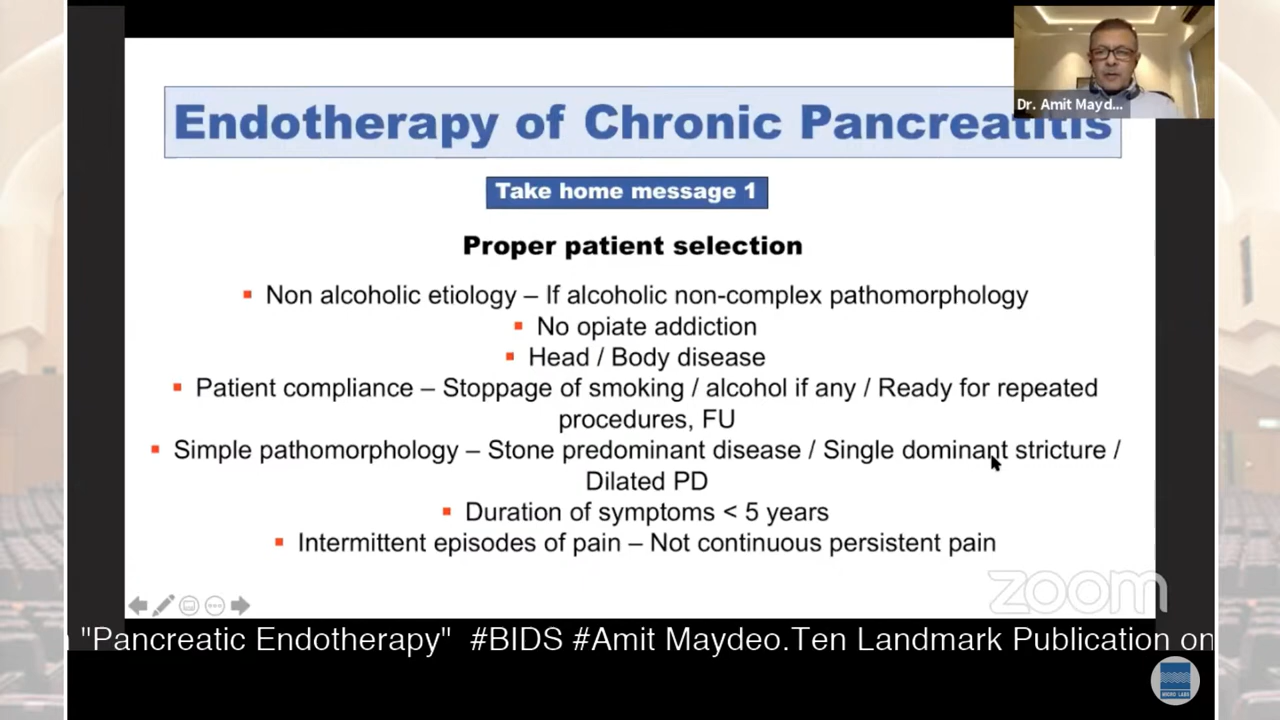 Dr. Amit Mayd...
Endotherapy of Chronic Pancreatitis
Take home message 1
Proper patient selection
▪ Non alcoholic etiology – If alcoholic non-complex pathomorphology
▪ No opiate addiction
▪ Head / Body disease
▪ Patient compliance – Stoppage of smoking / alcohol if any / Ready for repeated
procedures, FU
▪ Simple pathomorphology – Stone predominant disease / Single dominant stricture /
Dilated PD
▪ Duration of symptoms < 5 years
▪ Intermittent episodes of pain – Not continuous persistent pain
zoom
"Pancreatic Endotherapy" #BIDS #Amit Maydeo.Ten Landmark Publication on
MICRO LABS